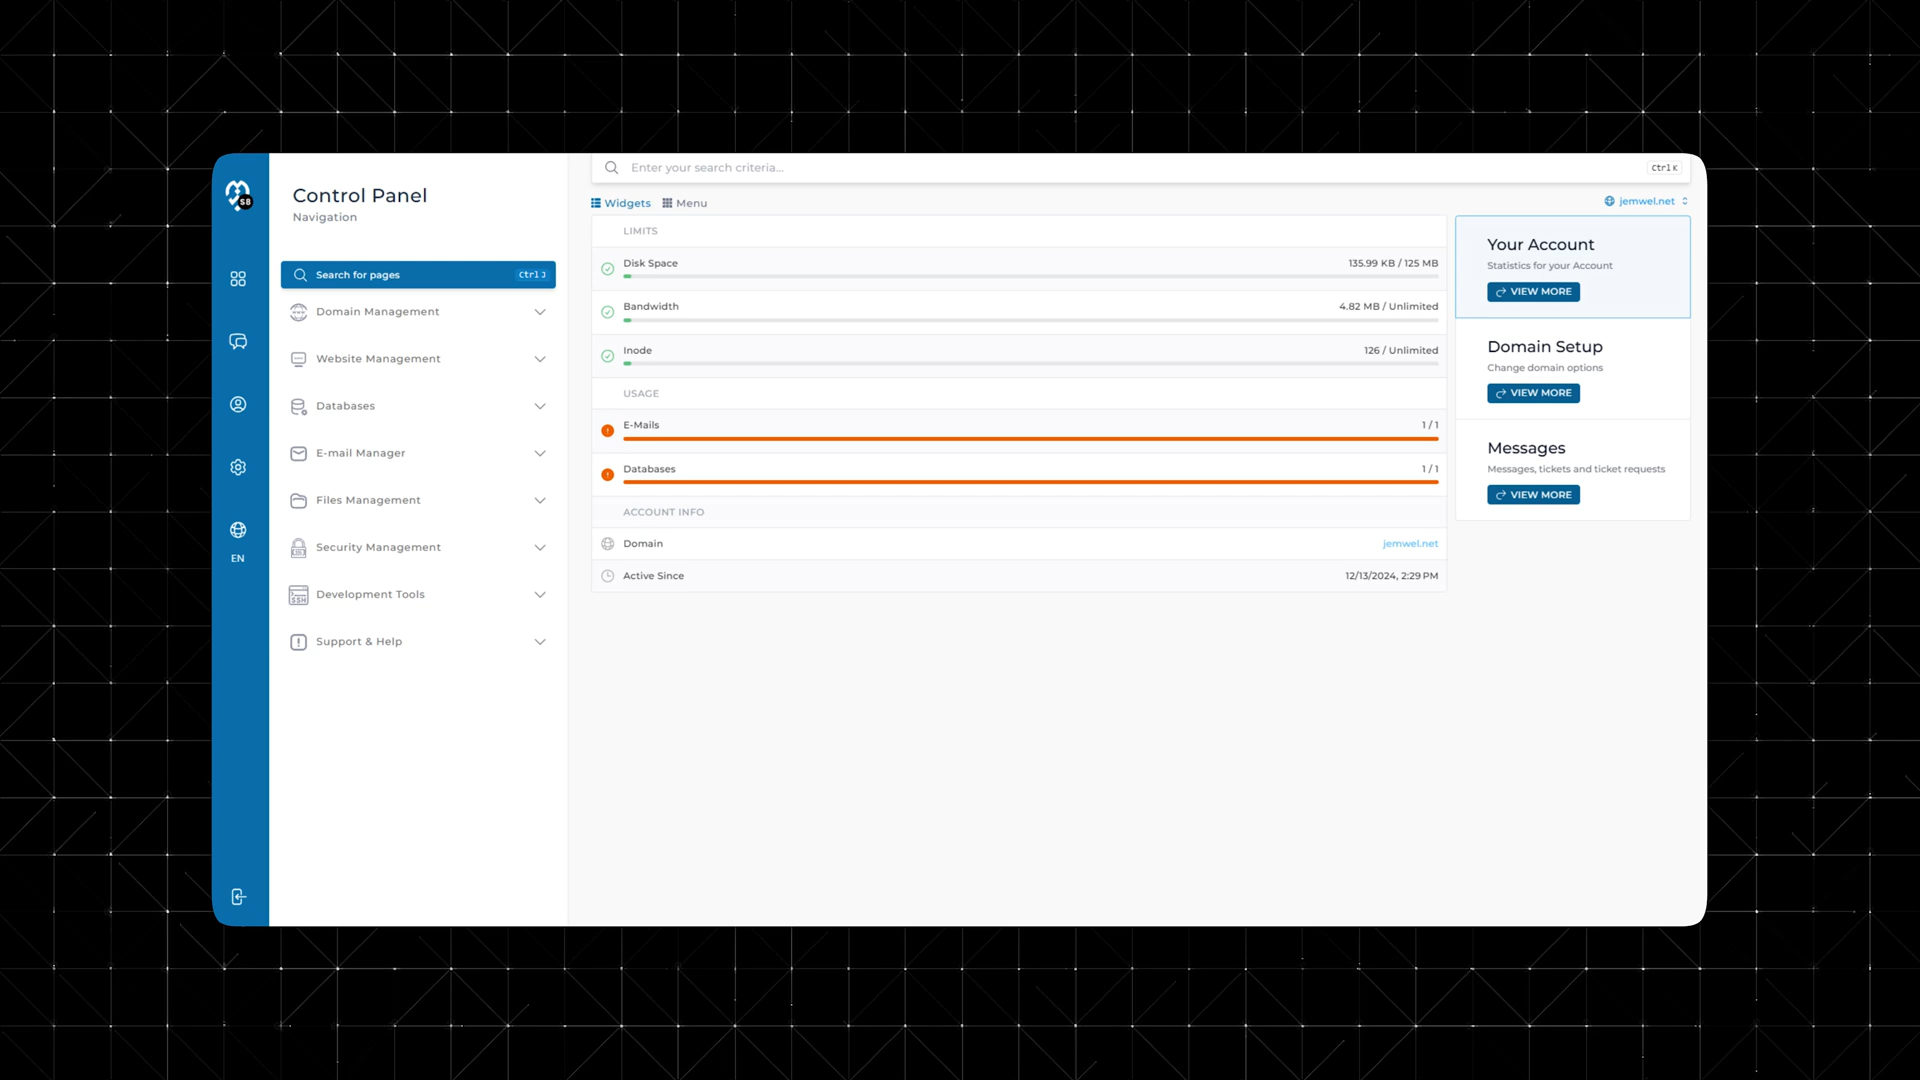 S8
EN
Control Panel
Navigation
Search for pages
Ctrl J
Domain Management
Website Management
Databases
E-mail Manager
Files Management
Security Management
SSH
Development Tools
Support & Help
Enter your search criteria...
Ctrl K
Widgets
Menu
jemwel.net
LIMITS
Disk Space
135.99 KB / 125 MB
Bandwidth
4.82 MB / Unlimited
Inode
126 / Unlimited
USAGE
E-Mails
1 / 1
Databases
1 / 1
ACCOUNT INFO
Domain
jemwel.net
Active Since
12/13/2024, 2:29 PM
Your Account
Statistics for your Account
VIEW MORE
Domain Setup
Change domain options
VIEW MORE
Messages
Messages, tickets and ticket requests
VIEW MORE